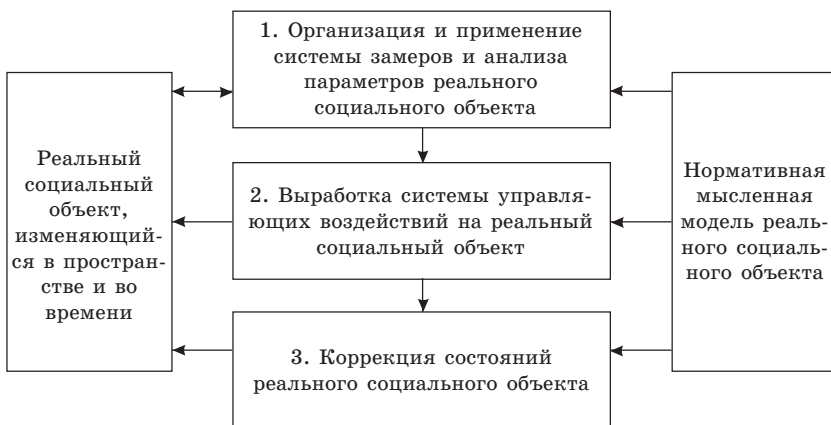 1. Организация и применение
системы замеров и анализа
параметров реального
социального объекта
Реальный
социальный
объект,
изменяющий-
ся в простран-
стве и во
времени
2. Выработка системы управля-
ющих воздействий на реальный
социальный объект
Нормативная
мысленная
модель реаль-
ного социаль-
ного объекта
3. Коррекция состояний
реального социального объекта